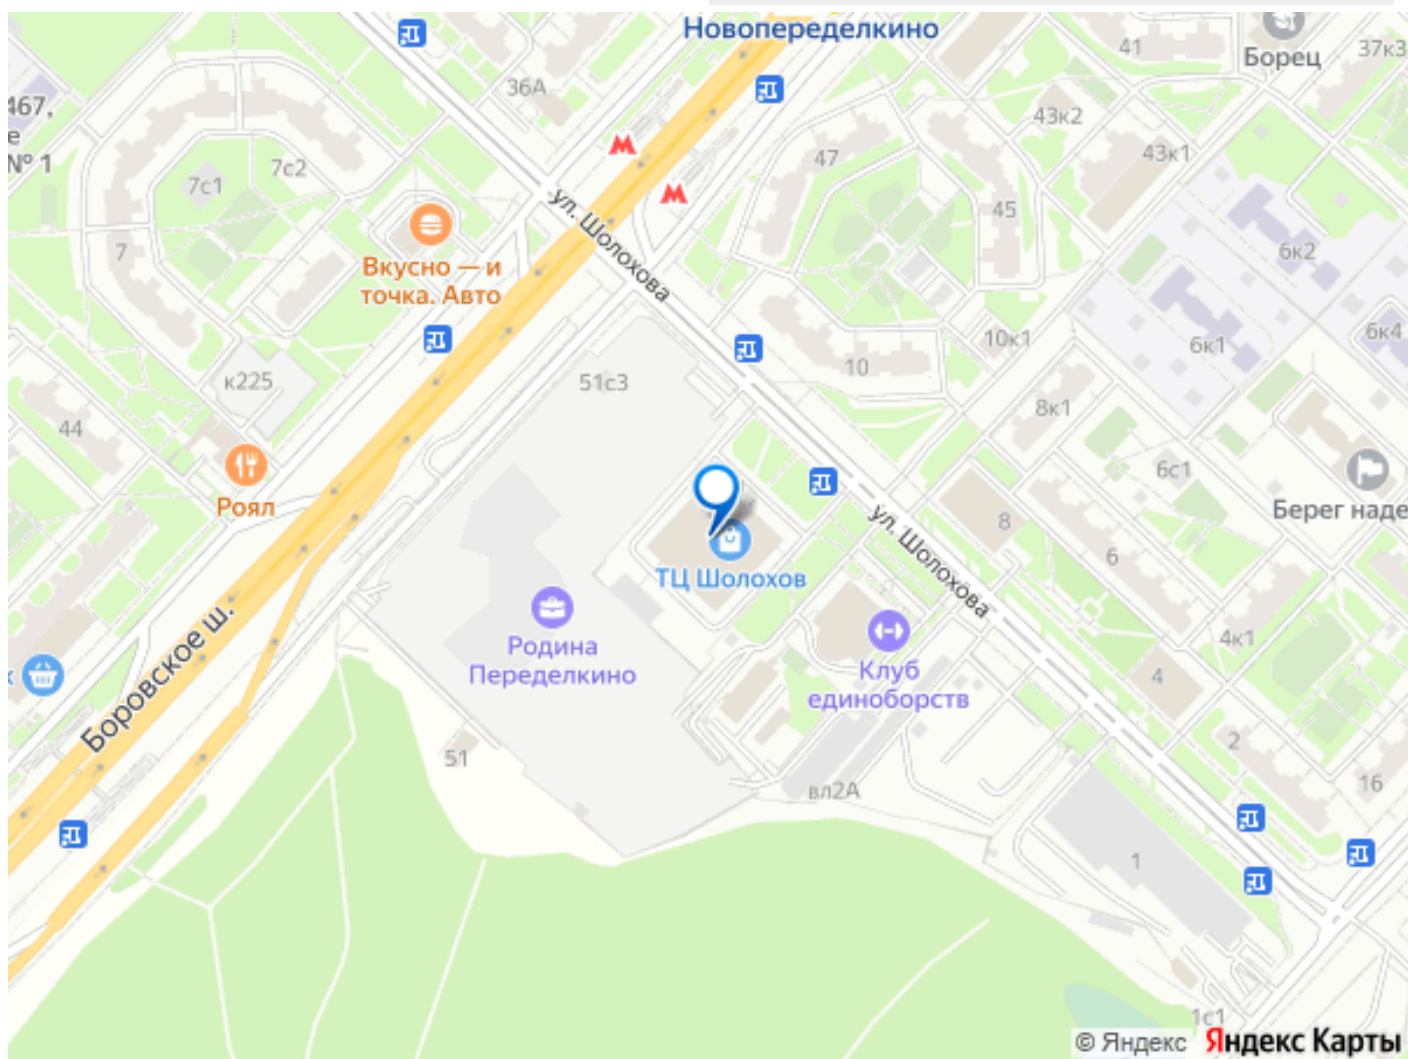 Новопеределкино
41
Борец
37к3
36А
467,
е
№ 1
43к2
43к1
47
7с2
7с1
45
ул. Шолохова
7
6к2
Вкусно — и
точка. Авто
10к1
6к1
6к4
10
51с3
к225
8к1
44
6с1
Роял
8
Берег наде
ул. Шолохова
6
ТЦ Шолохов
Боровское ш.
Родина
Переделкино
4к1
Клуб
единоборств
4
к
2
51
16
вл2А
1
1с1
© Яндекс Яндекс Карты